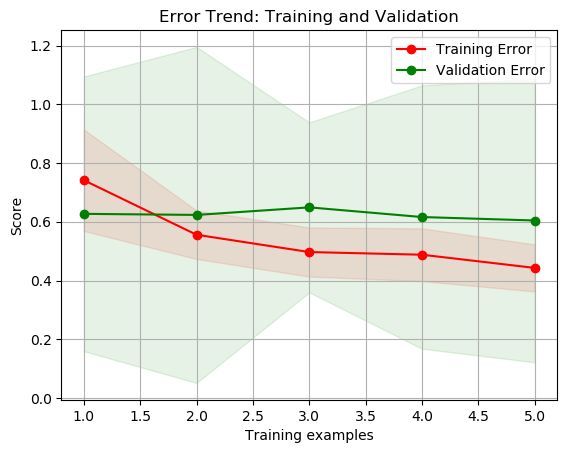 Error Trend: Training and Validation
Training Error
Validation Error
Score
1.2
1.0
0.8
0.6
0.4
0.2
0.0
1.0 1.5 2.0 2.5 3.0 3.5 4.0 4.5 5.0
Training examples